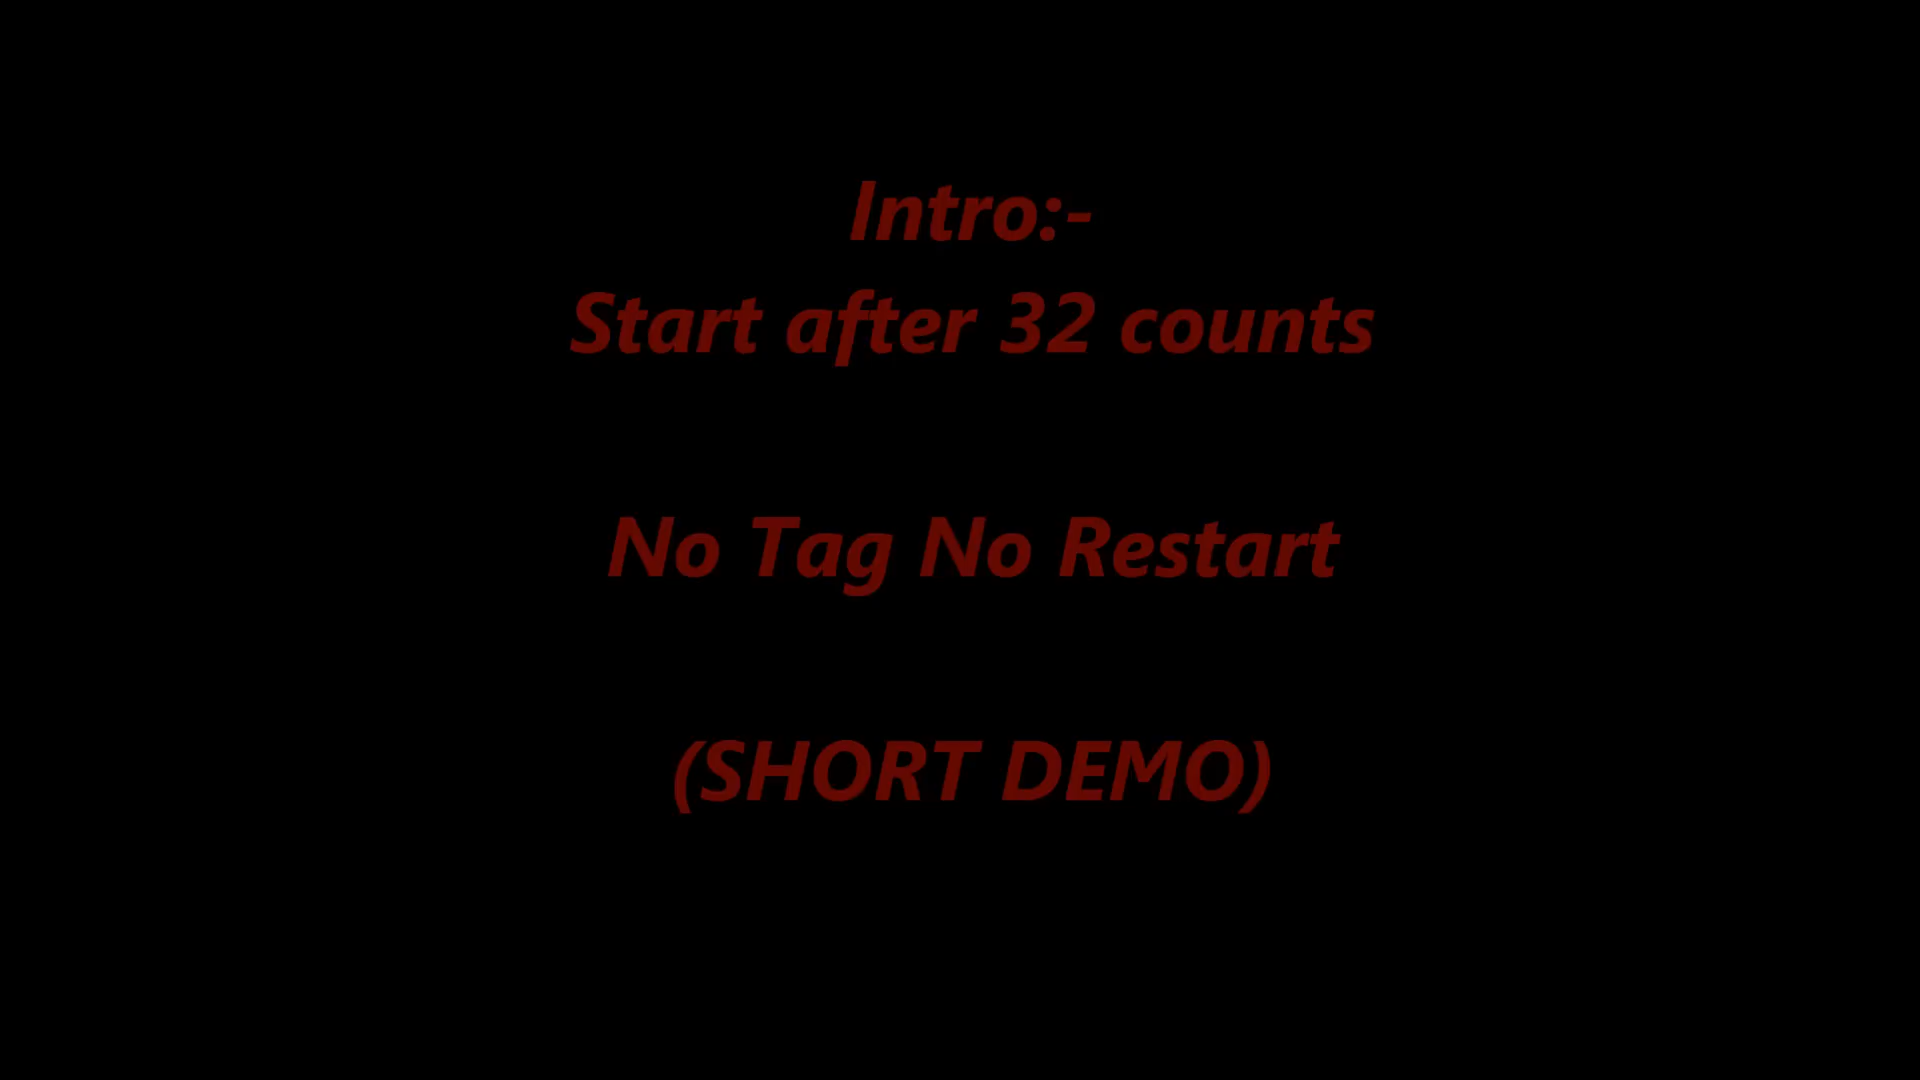 Intro:-
Start after 32 counts
No Tag No Restart
(SHORT DEMO)